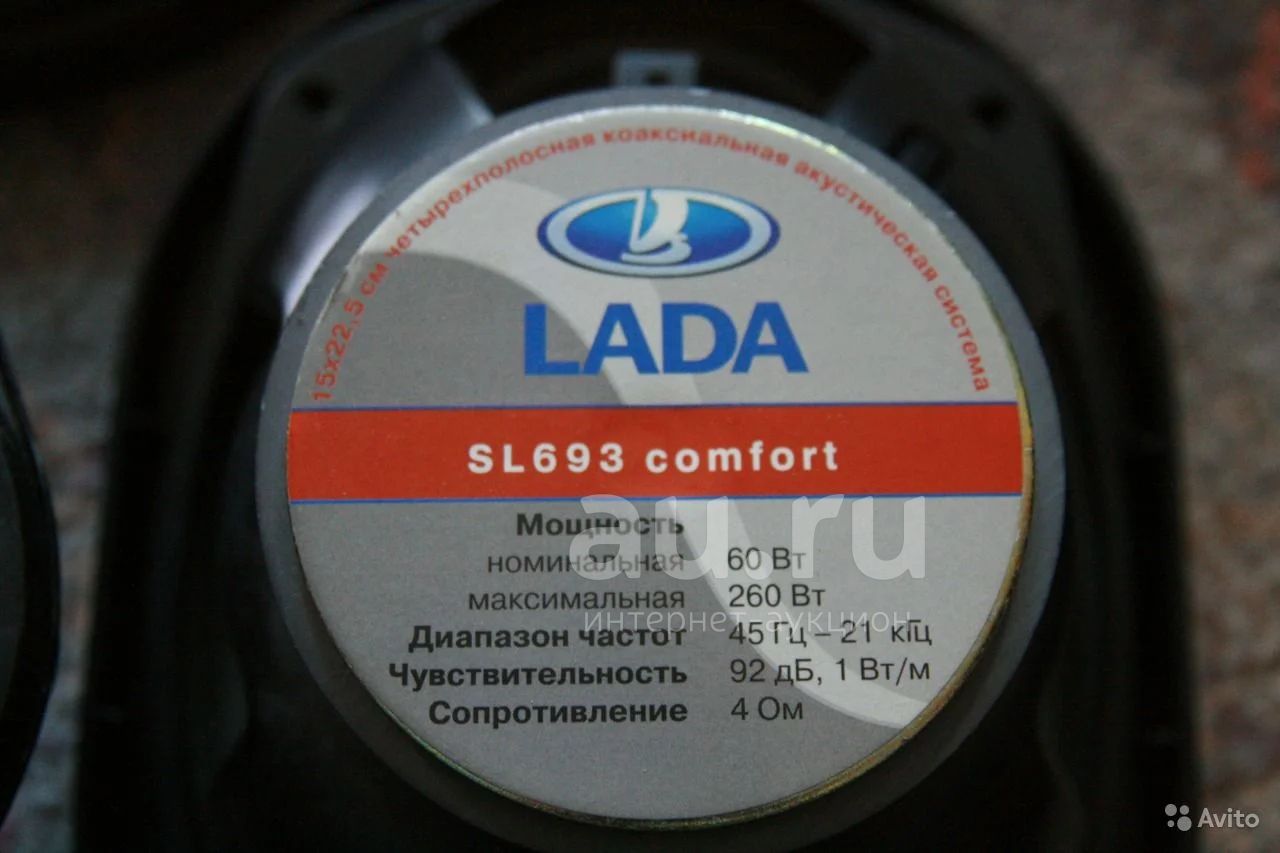 15x22,5 см четырехполосная коаксиальная акустическая система
LADA
SL693 comfort
Мощность
номинальная 60 Вт
максимальная 260 Вт
Диапазон частот 45 Гц – 21 кГц
Чувствительность 92 дБ, 1 Вт/м
Сопротивление 4 Ом
au.ru
интернет-аукцион
Avito